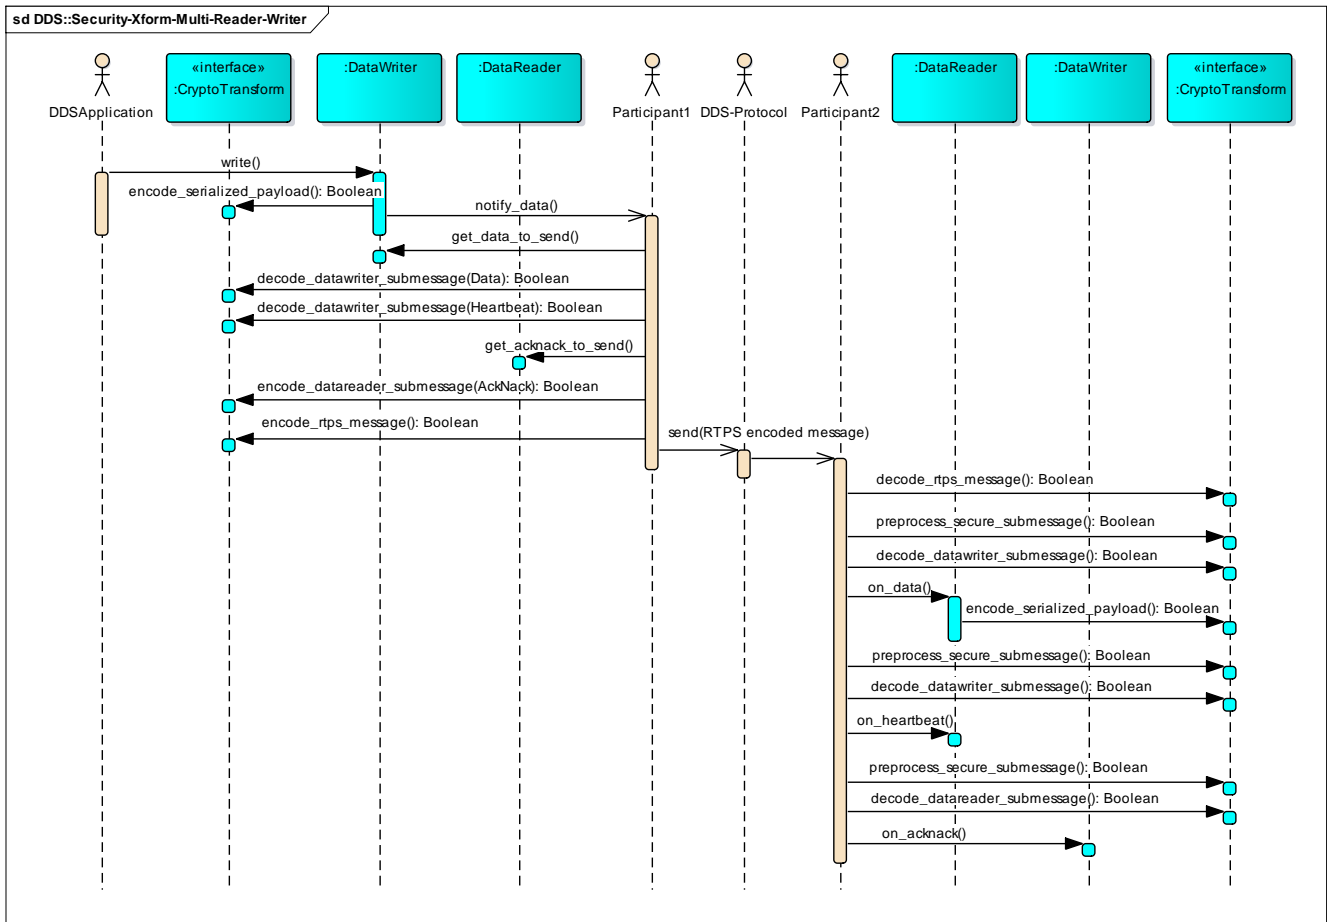 sd DDS::Security-Xform-Multi-Reader-Writer
DDSApplication
«interface»
:CryptoTransform
:DataWriter
:DataReader
Participant1
DDS-Protocol
Participant2
:DataReader
:DataWriter
«interface»
:CryptoTransform
write()
encode_serialized_payload(): Boolean
notify_data()
get_data_to_send()
decode_datawriter_submessage(Data): Boolean
decode_datawriter_submessage(Heartbeat): Boolean
get_acknack_to_send()
encode_datareader_submessage(AckNack): Boolean
encode_rtps_message(): Boolean
send(RTPS encoded message)
decode_rtps_message(): Boolean
preprocess_secure_submessage(): Boolean
decode_datawriter_submessage(): Boolean
on_data()
encode_serialized_payload(): Boolean
preprocess_secure_submessage(): Boolean
decode_datawriter_submessage(): Boolean
on_heartbeat()
preprocess_secure_submessage(): Boolean
decode_datareader_submessage(): Boolean
on_acknack()